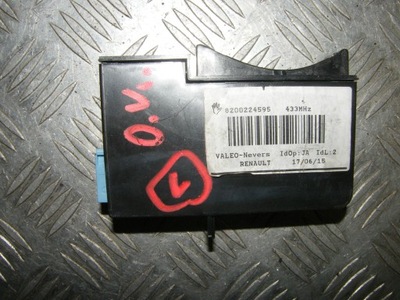 8200224595 433MHz
VALEO-Nevers IdOp:JA IdL:2
RENAULT 17/06/15
O.V.